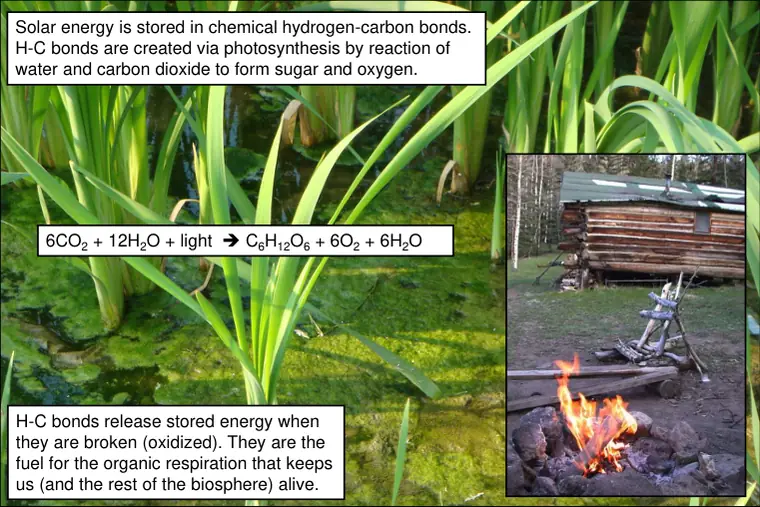 Solar energy is stored in chemical hydrogen-carbon bonds.
H-C bonds are created via photosynthesis by reaction of
water and carbon dioxide to form sugar and oxygen.
6CO₂ + 12H₂O + light ➔ C₆H₁₂O₆ + 6O₂ + 6H₂O
H-C bonds release stored energy when
they are broken (oxidized). They are the
fuel for the organic respiration that keeps
us (and the rest of the biosphere) alive.